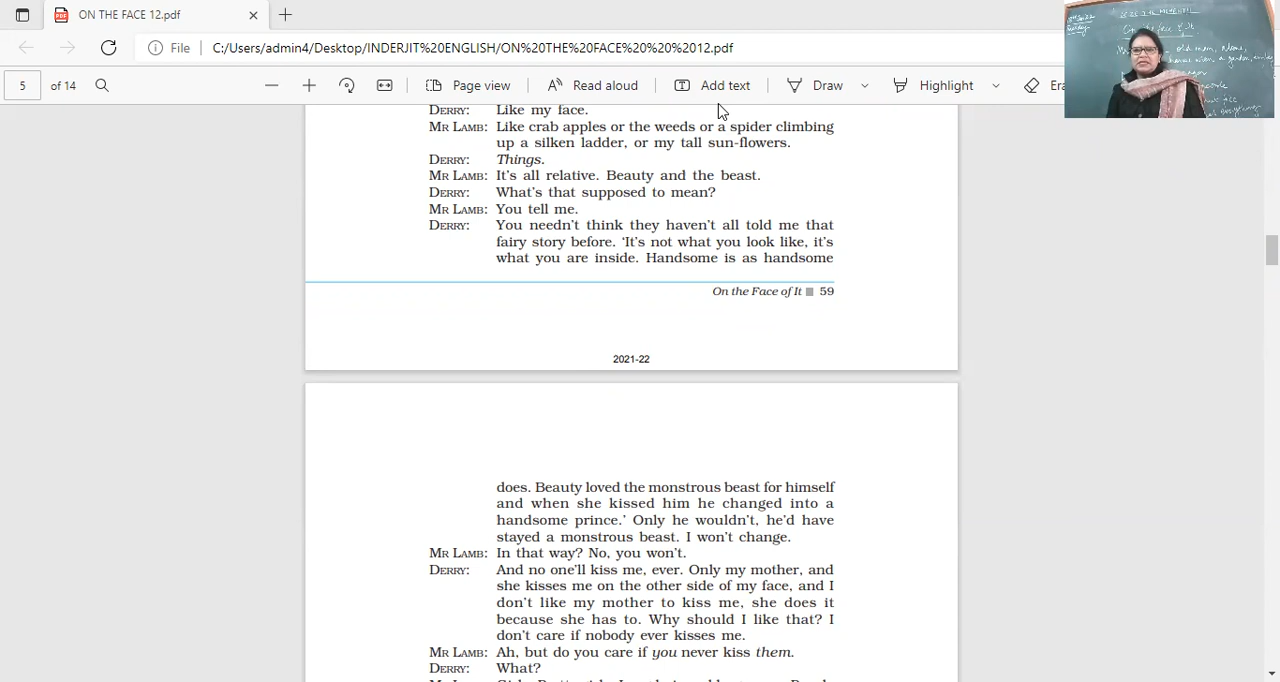 ON THE FACE 12.pdf
File
C:/Users/admin4/Desktop/INDERJIT%20ENGLISH/ON%20THE%20FACE%20%20%2012.pdf
5 of 14 Page view Read aloud Add text Draw Highlight Era
DERRY: Like my face.
MR LAMB: Like crab apples or the weeds or a spider climbing
up a silken ladder, or my tall sun-flowers.
DERRY: Things.
MR LAMB: It's all relative. Beauty and the beast.
DERRY: What's that supposed to mean?
MR LAMB: You tell me.
DERRY: You needn't think they haven't all told me that
fairy story before. 'It's not what you look like, it's
what you are inside. Handsome is as handsome
On the Face of It ■ 59
2021-22
does. Beauty loved the monstrous beast for himself
and when she kissed him he changed into a
handsome prince.' Only he wouldn't, he'd have
stayed a monstrous beast. I won't change.
MR LAMB: In that way? No, you won't.
DERRY: And no one'll kiss me, ever. Only my mother, and
she kisses me on the other side of my face, and I
don't like my mother to kiss me, she does it
because she has to. Why should I like that? I
don't care if nobody ever kisses me.
MR LAMB: Ah, but do you care if you never kiss them.
DERRY: What?
On the face of It
old man, alone,